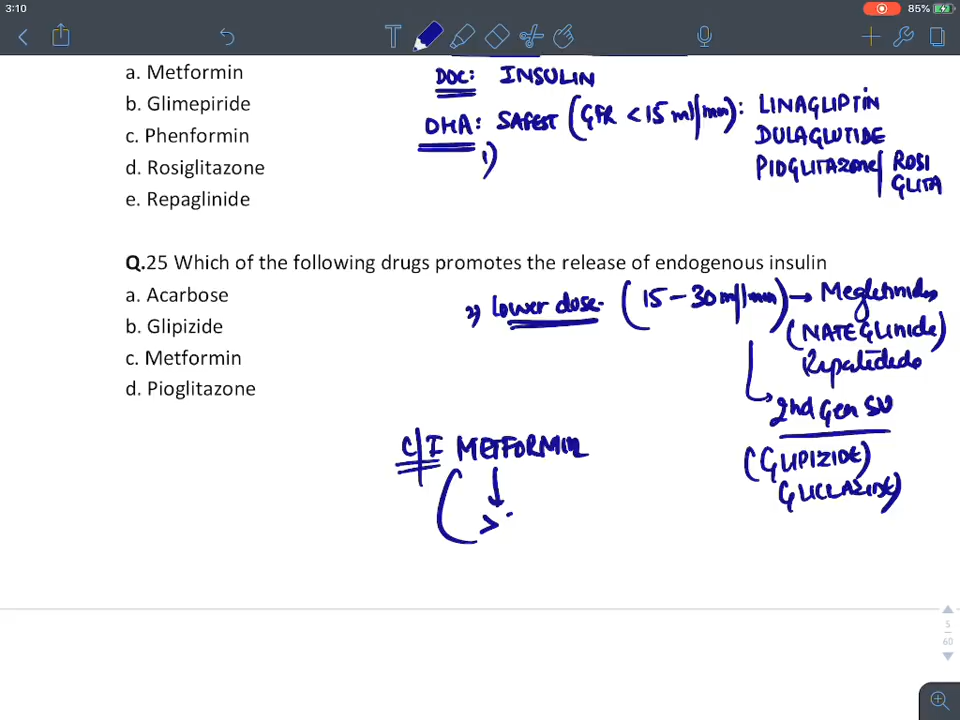 3:10
85%
T
a. Metformin
b. Glimepiride
c. Phenformin
d. Rosiglitazone
e. Repaglinide
DOC: INSULIN
OHA: SAFEST (GFR < 15 ml/min): LINAGLIPTIN
DULAGLUTIDE
PIOGLITAZONE / ROSI
GLITA
1)
Q.25 Which of the following drugs promotes the release of endogenous insulin
a. Acarbose
b. Glipizide
c. Metformin
d. Pioglitazone
2) lower dose (15 - 30 ml/min) → 
(NATEGLINIDE)
2nd Gen SU
(GLIPIZIDE)
GLICLAZIDE)
C/I METFORMIN
>
5
60